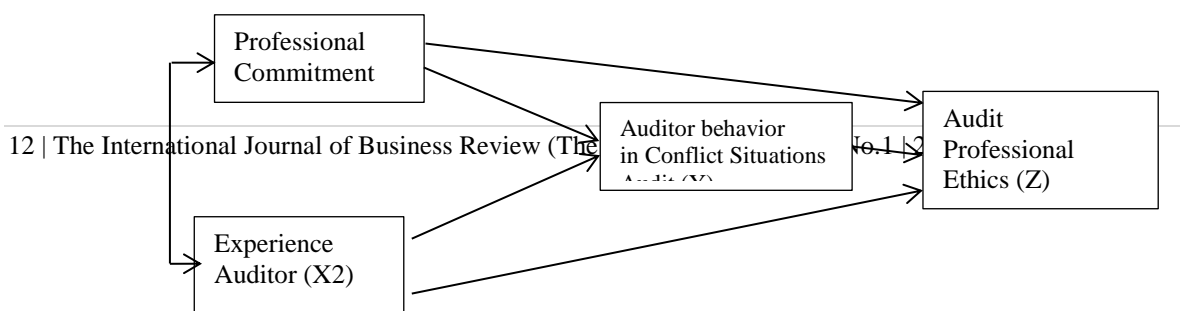 Professional
Commitment
Audit
Professional
Ethics (Z)
Auditor behavior
in Conflict Situations
12 | The International Journal of Business Review (The No.1 | 2
Experience
Auditor (X2)